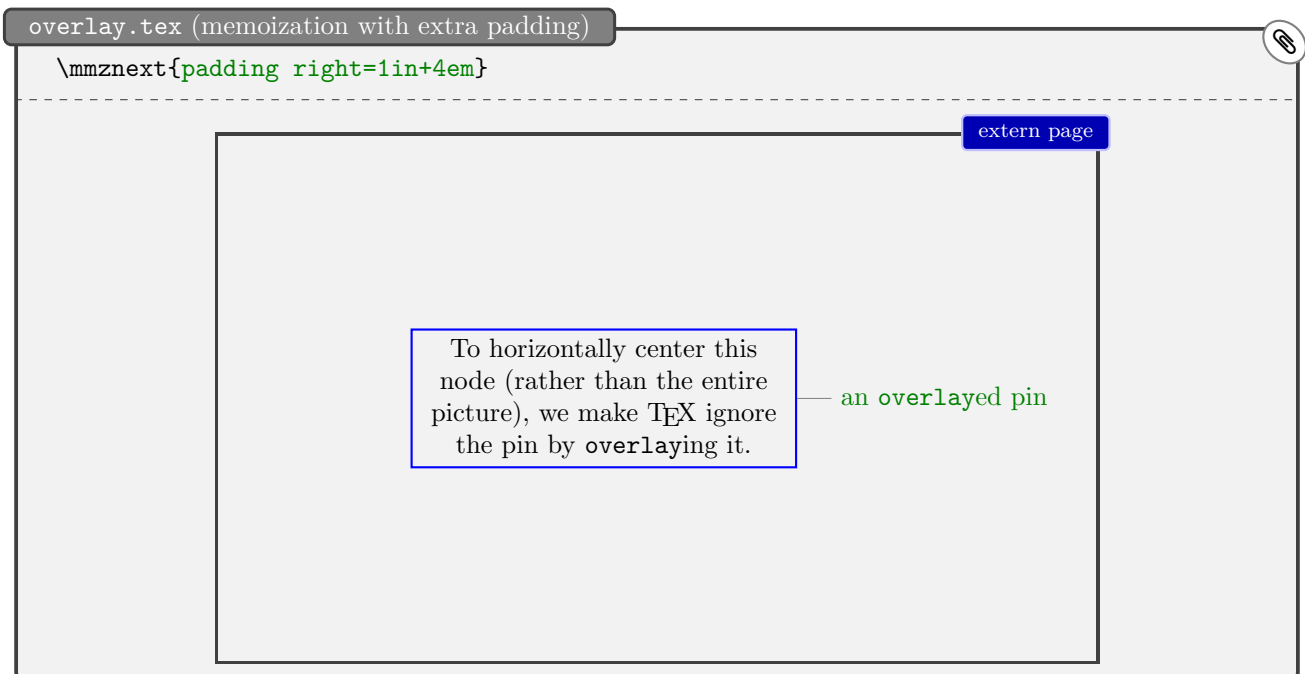 overlay.tex (memoization with extra padding)
\mmznext{padding right=1in+4em}
extern page
To horizontally center this
node (rather than the entire
picture), we make TEX ignore
the pin by overlaying it.
an overlayed pin